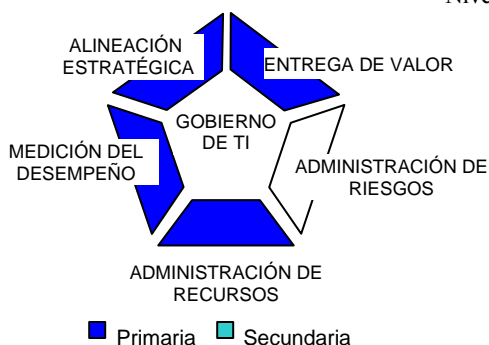 Niv
ALINEACIÓN
ESTRATÉGICA
ENTREGA DE VALOR
GOBIERNO
DE TI
MEDICIÓN DEL
DESEMPEÑO
ADMINISTRACIÓN DE
RIESGOS
ADMINISTRACIÓN DE
RECURSOS
Primaria Secundaria